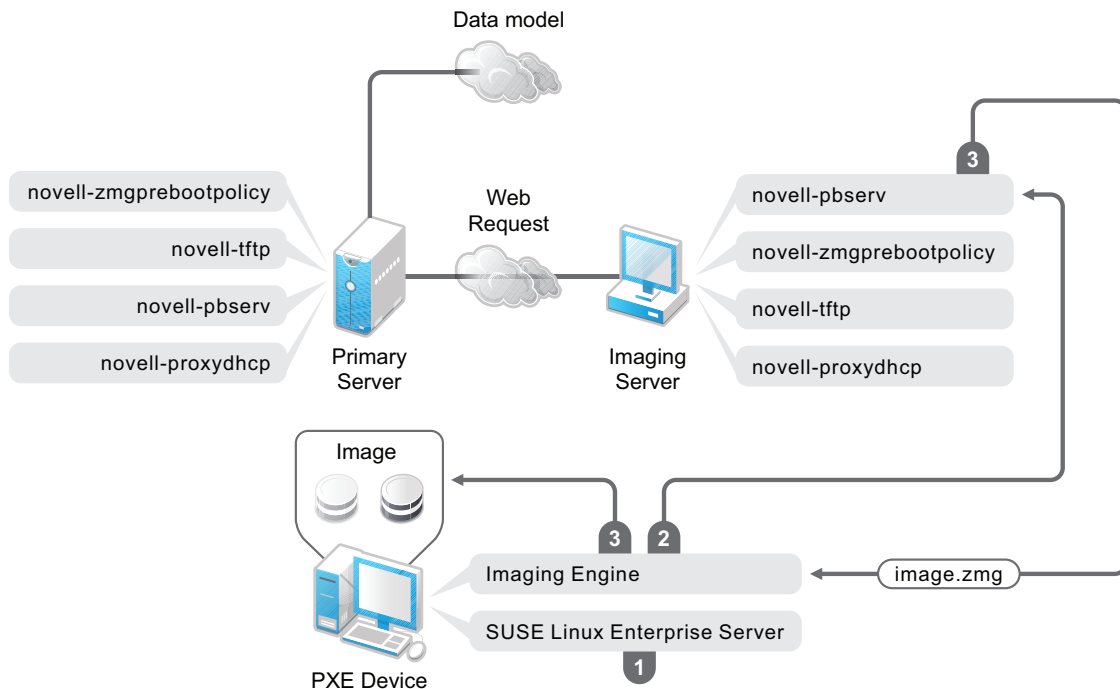 Data model
3
novell-zmgprebootpolicy
novell-tftp
novell-pbserv
novell-proxydhcp
Web
Request
novell-pbserv
novell-zmgprebootpolicy
novell-tftp
novell-proxydhcp
Primary
Server
Imaging
Server
Image
3
2
Imaging Engine
image.zmg
SUSE Linux Enterprise Server
1
PXE Device